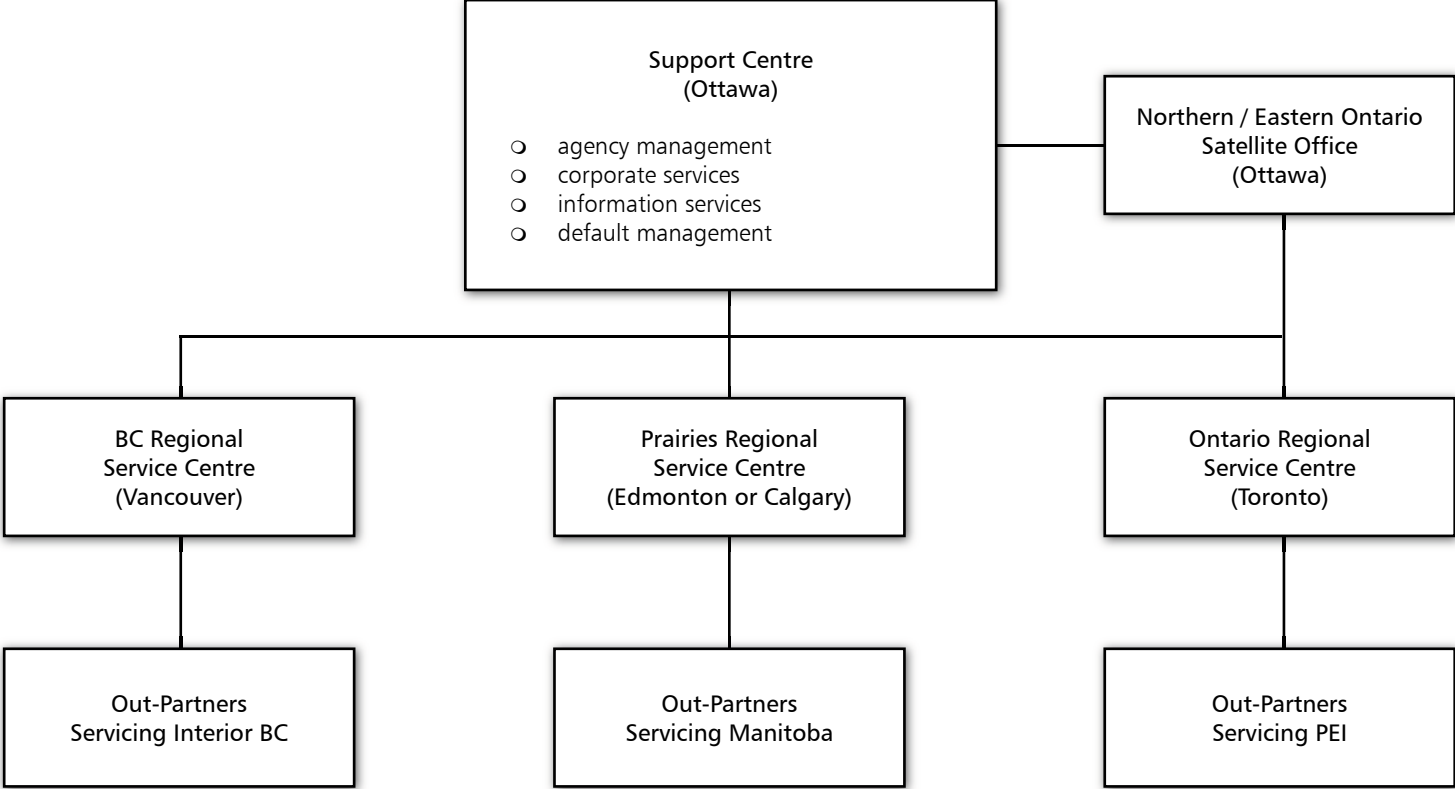 Support Centre
(Ottawa)
❍ agency management
❍ corporate services
❍ information services
❍ default management
Northern / Eastern Ontario
Satellite Office
(Ottawa)
BC Regional
Service Centre
(Vancouver)
Prairies Regional
Service Centre
(Edmonton or Calgary)
Ontario Regional
Service Centre
(Toronto)
Out-Partners
Servicing Interior BC
Out-Partners
Servicing Manitoba
Out-Partners
Servicing PEI